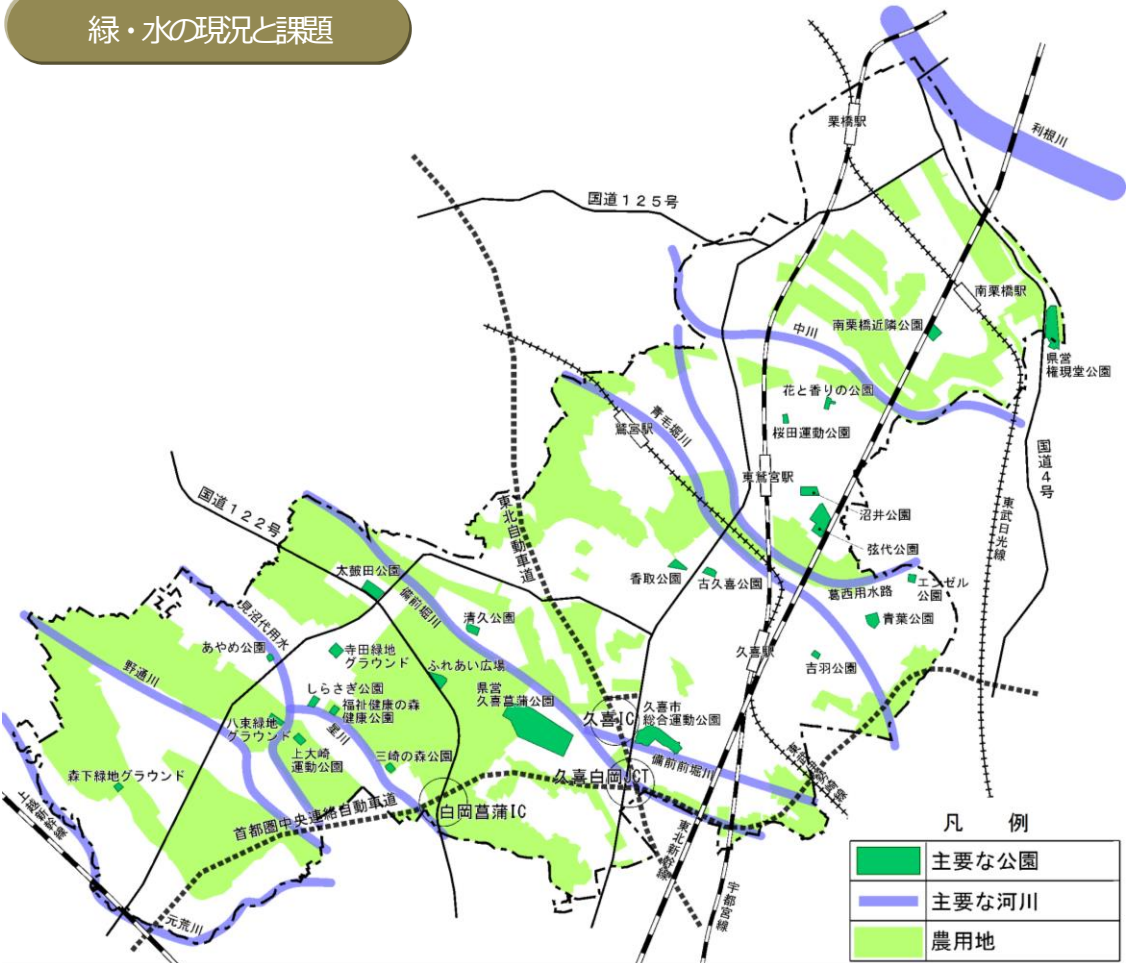 緑・水の現況と課題
利根川
栗橋駅
国道125号
南栗橋駅
南栗橋近隣公園
中川
県営
権現堂公園
花と香りの公園
青毛堀川
鷲宮駅
桜田運動公園
国道4号
東鷲宮駅
東武日光線
沼井公園
国道122号
東北自動車道
弦代公園
太鼓田公園
香取公園
古久喜公園
葛西用水路
エンゼル
公園
備前堀川
見沼代用水
清久公園
青葉公園
あやめ公園
寺田緑地
グラウンド
久喜駅
吉羽公園
野通川
ふれあい広場
しらさぎ公園
県営
久喜菖蒲公園
福祉健康の森
健康公園
久喜IC
久喜市
総合運動公園
八束緑地
グラウンド
星川
上大崎
運動公園
三崎の森公園
備前前堀川
久喜白岡JCT
森下緑地グラウンド
白岡菖蒲IC
首都圏中央連絡自動車道
上越新幹線
東北新幹線
宇都宮線
元荒川
凡 例
主要な公園
主要な河川
農用地